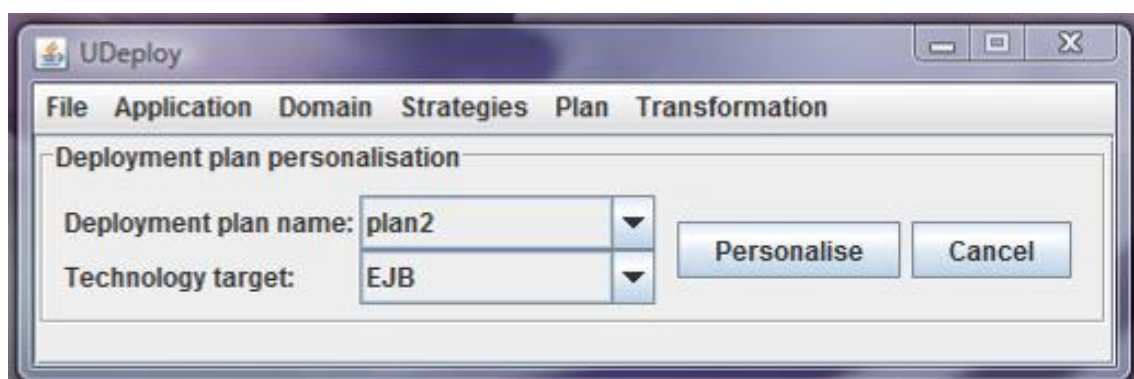 UDeploy
File Application Domain Strategies Plan Transformation
Deployment plan personalisation
Deployment plan name: plan2
Technology target: EJB
Personalise Cancel